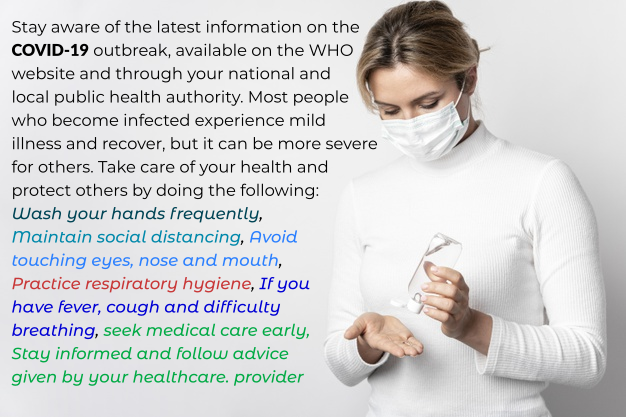 Stay aware of the latest information on the
COVID-19 outbreak, available on the WHO
website and through your national and
local public health authority. Most people
who become infected experience mild
illness and recover, but it can be more severe
for others. Take care of your health and
protect others by doing the following:
Wash your hands frequently,
Maintain social distancing, Avoid
touching eyes, nose and mouth,
Practice respiratory hygiene, If you
have fever, cough and difficulty
breathing, seek medical care early,
Stay informed and follow advice
given by your healthcare. provider